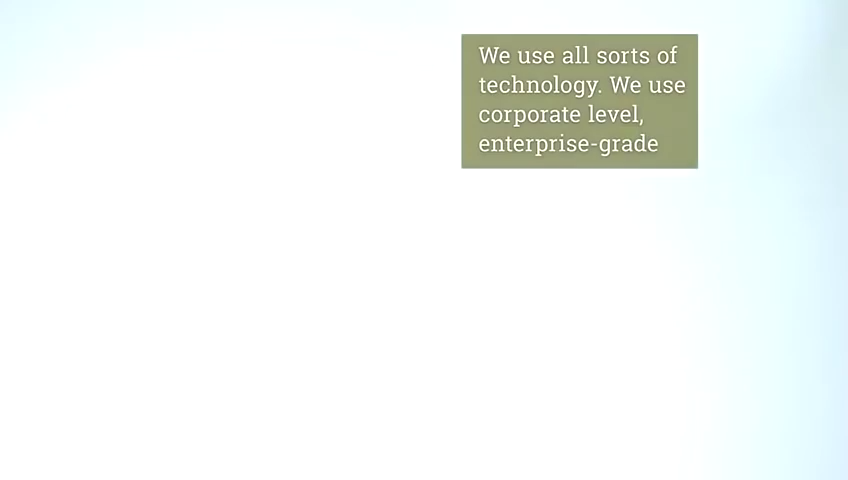 We use all sorts of
technology. We use
corporate level,
enterprise-grade